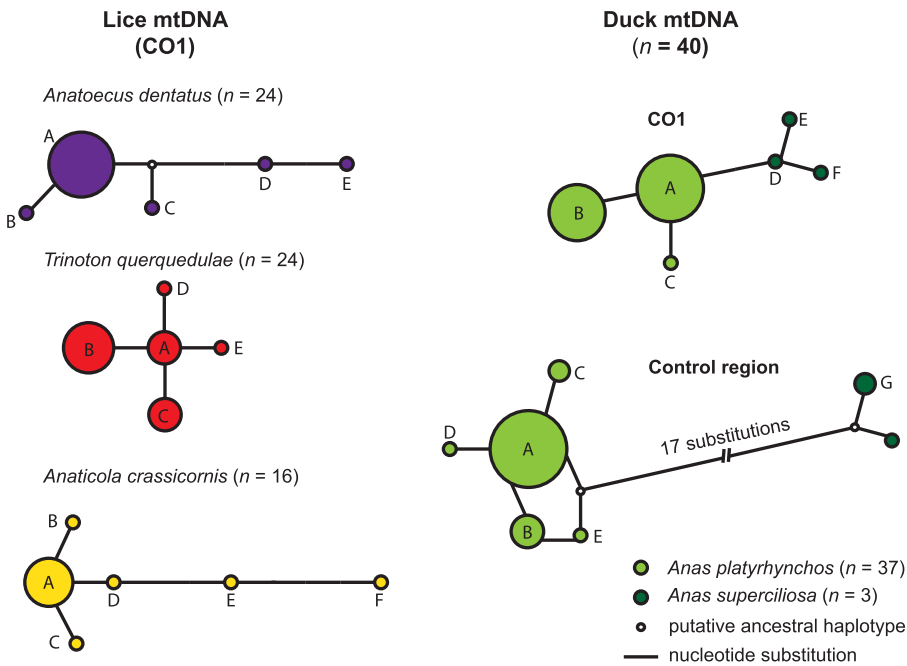 Lice mtDNA
(CO1)
Anatoecus dentatus (n = 24)
A
B
C
D
E
Trinoton querquedulae (n = 24)
D
B
A
E
C
Anaticola crassicornis (n = 16)
B
A
D
E
F
C
Duck mtDNA
(n = 40)
CO1
E
A
D
F
B
C
Control region
C
G
D
A
17 substitutions
B
E
Anas platyrhynchos (n = 37)
Anas superciliosa (n = 3)
putative ancestral haplotype
nucleotide substitution